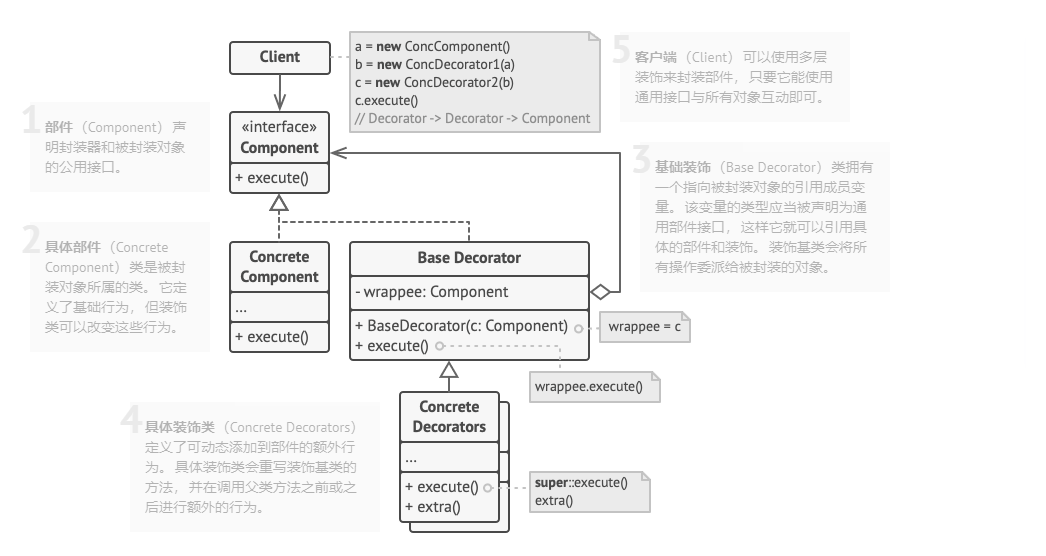 Client
a = new ConcComponent()
b = new ConcDecorator1(a)
c = new ConcDecorator2(b)
c.execute()
// Decorator -> Decorator -> Component
5
客户端 （Client） 可以使用多层
装饰来封装部件， 只要它能使用
通用接口与所有对象互动即可。
1
部件 （Component） 声
明封装器和被封装对象
的公用接口。
«interface»
Component
+ execute()
3
基础装饰 （Base Decorator） 类拥有
一个指向被封装对象的引用成员变
量。 该变量的类型应当被声明为通
用部件接口， 这样它就可以引用具
体的部件和装饰。 装饰基类会将所
有操作委派给被封装的对象。
2
具体部件 （Concrete
Component） 类是被封
装对象所属的类。 它定
义了基础行为， 但装饰
类可以改变这些行为。
Concrete
Component
...
+ execute()
Base Decorator
- wrappee: Component
+ BaseDecorator(c: Component)
+ execute()
wrappee = c
wrappee.execute()
4
具体装饰类 （Concrete Decorators）
定义了可动态添加到部件的额外行
为。 具体装饰类会重写装饰基类的
方法， 并在调用父类方法之前或之
后进行额外的行为。
Concrete
Decorators
...
+ execute()
+ extra()
super::execute()
extra()